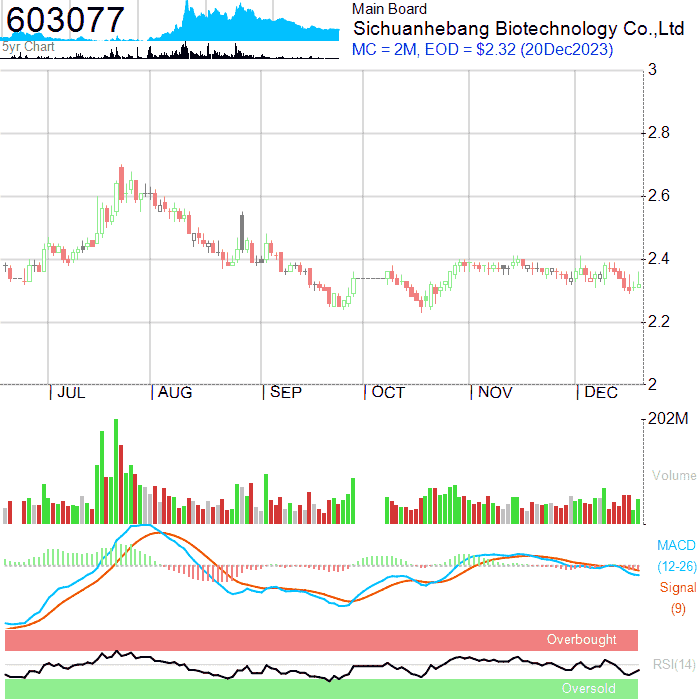 603077
5yr Chart
Main Board
Sichuanhebang Biotechnology Co.,Ltd
MC = 2M, EOD = $2.32 (20Dec2023)
3
2.8
2.6
2.4
2.2
2
JUL
AUG
SEP
OCT
NOV
DEC
202M
Volume
MACD
(12-26)
Signal
(9)
Overbought
RSI(14)
Oversold